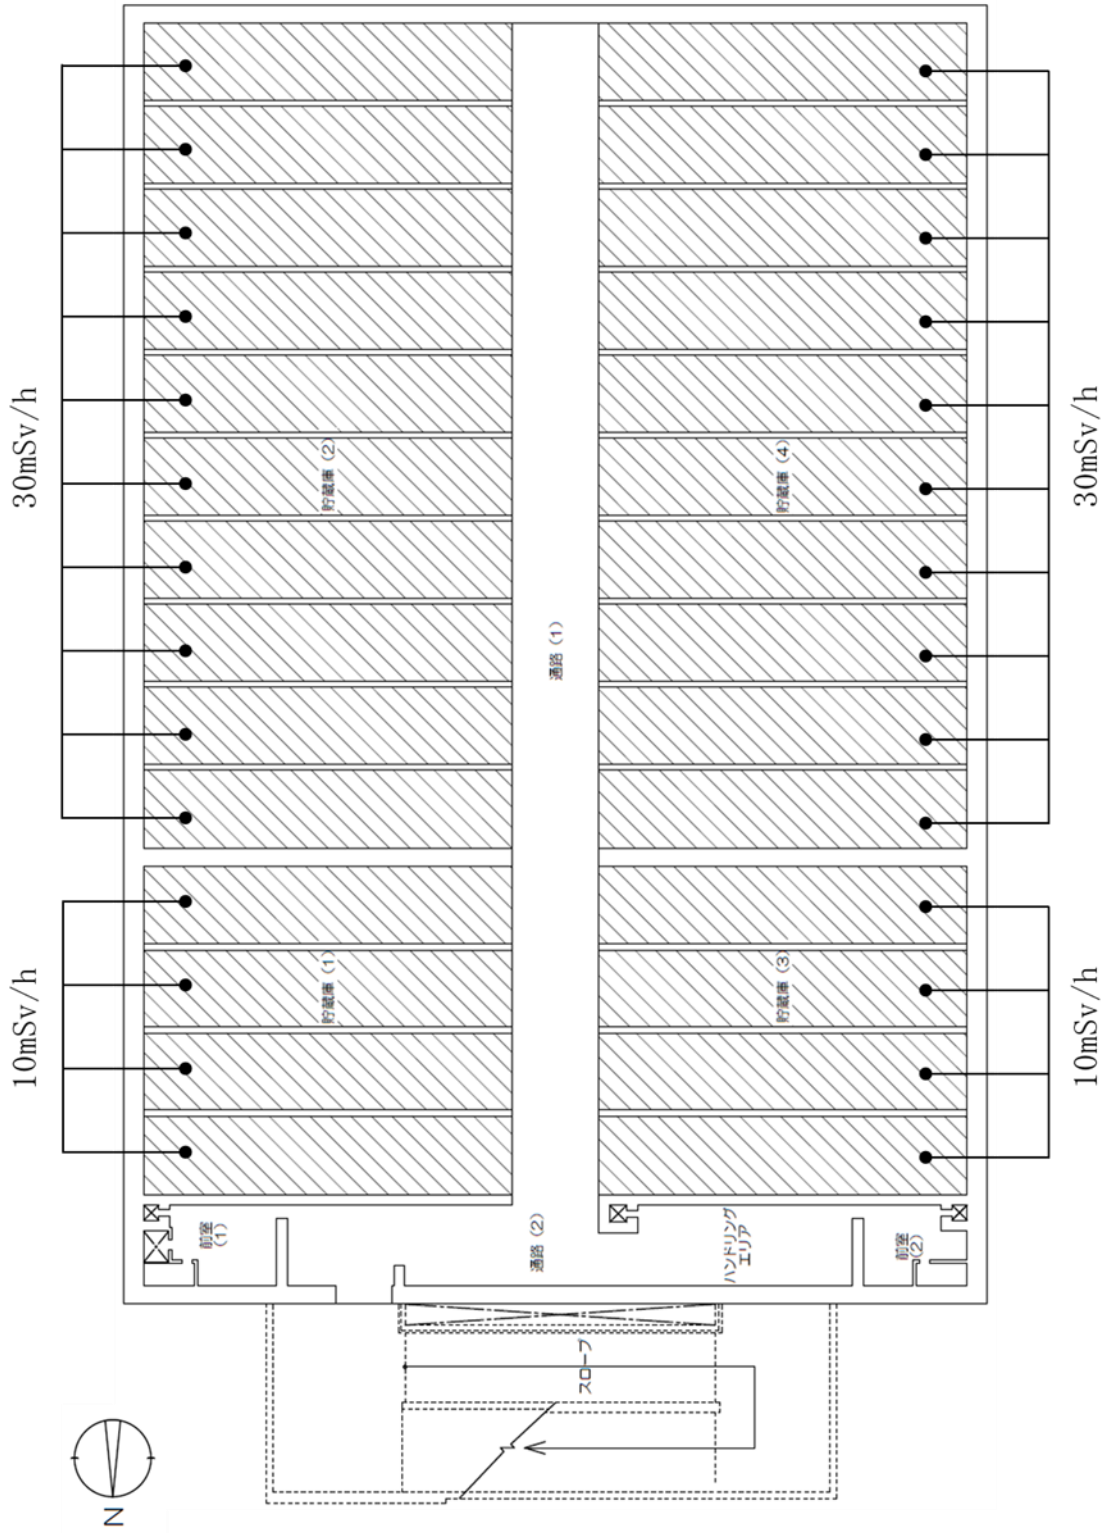 30mSv/h
30mSv/h
貯蔵庫(2)
貯蔵庫(4)
通路(1)
10mSv/h
10mSv/h
貯蔵庫(1)
貯蔵庫(3)
前室
(1)
通路(2)
ハンドリング
エリア
前室
(2)
スロープ
N